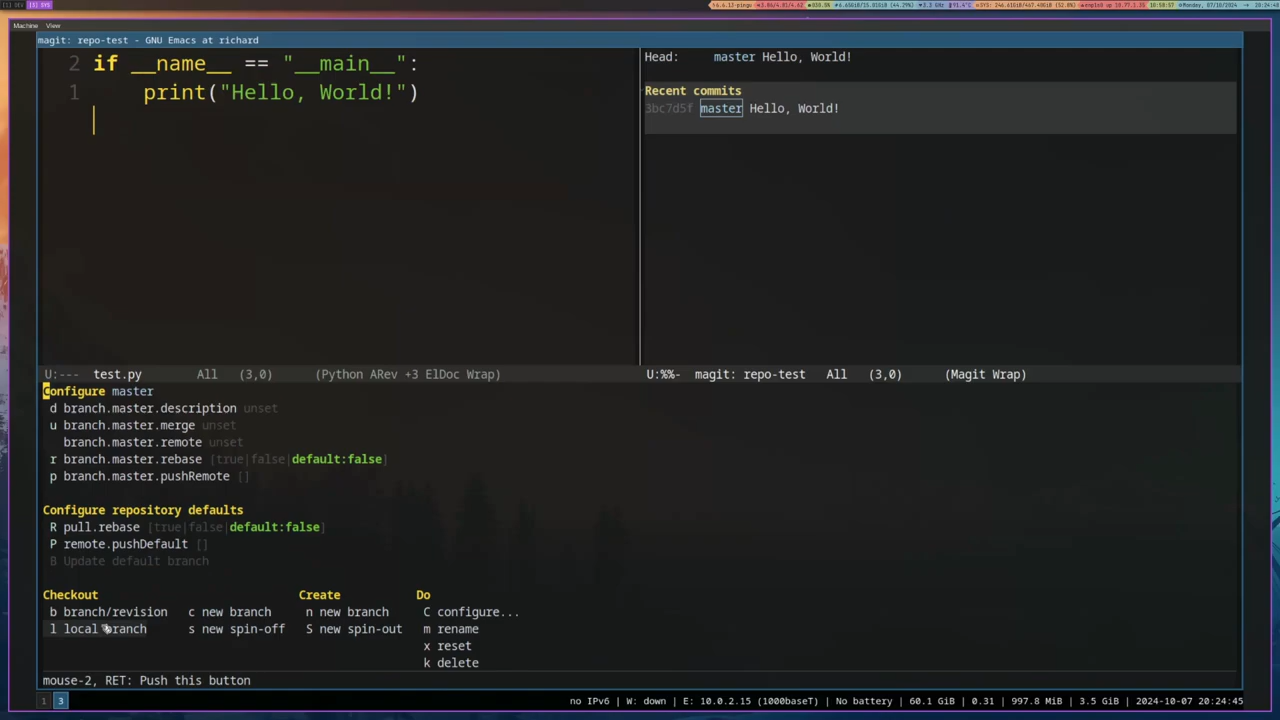 Machine View
magit: repo-test - GNU Emacs at richard
2 if __name__ == "__main__":
1 print("Hello, World!")
Head: master Hello, World!
Recent commits
3bc7d5f master Hello, World!
U:--- test.py All (3,0) (Python ARev +3 ElDoc Wrap)
U:%%- magit: repo-test All (3,0) (Magit Wrap)
Configure master
d branch.master.description unset
u branch.master.merge unset
branch.master.remote unset
r branch.master.rebase [true|false|default:false]
p branch.master.pushRemote []
Configure repository defaults
R pull.rebase [true|false|default:false]
P remote.pushDefault []
B Update default branch
Checkout Create Do
b branch/revision c new branch n new branch C configure...
l local branch s new spin-off S new spin-out m rename
x reset
k delete
mouse-2, RET: Push this button
1 3 no IPv6 | W: down | E: 10.0.2.15 (1000baseT) | No battery | 60.1 GiB | 0.31 | 997.8 MiB | 3.5 GiB | 2024-10-07 20:24:45